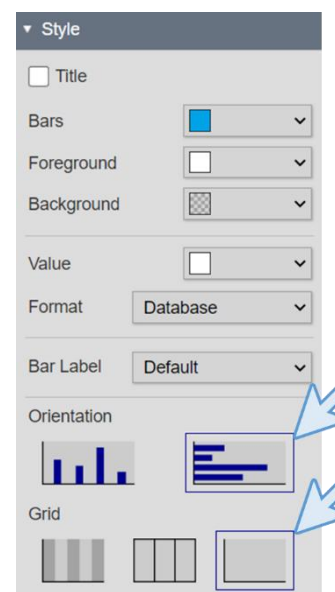 Style
Title
Bars
Foreground
Background
Value
Format Database
Bar Label Default
Orientation
Grid